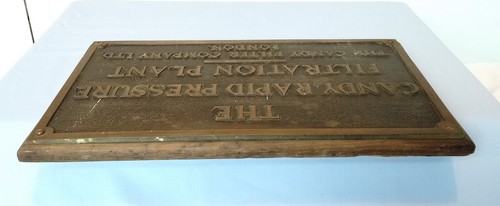 THE
CANDY RAPID PRESSURE
FILTRATION PLANT
THE CANDY FILTER COMPANY LTD
LONDON.